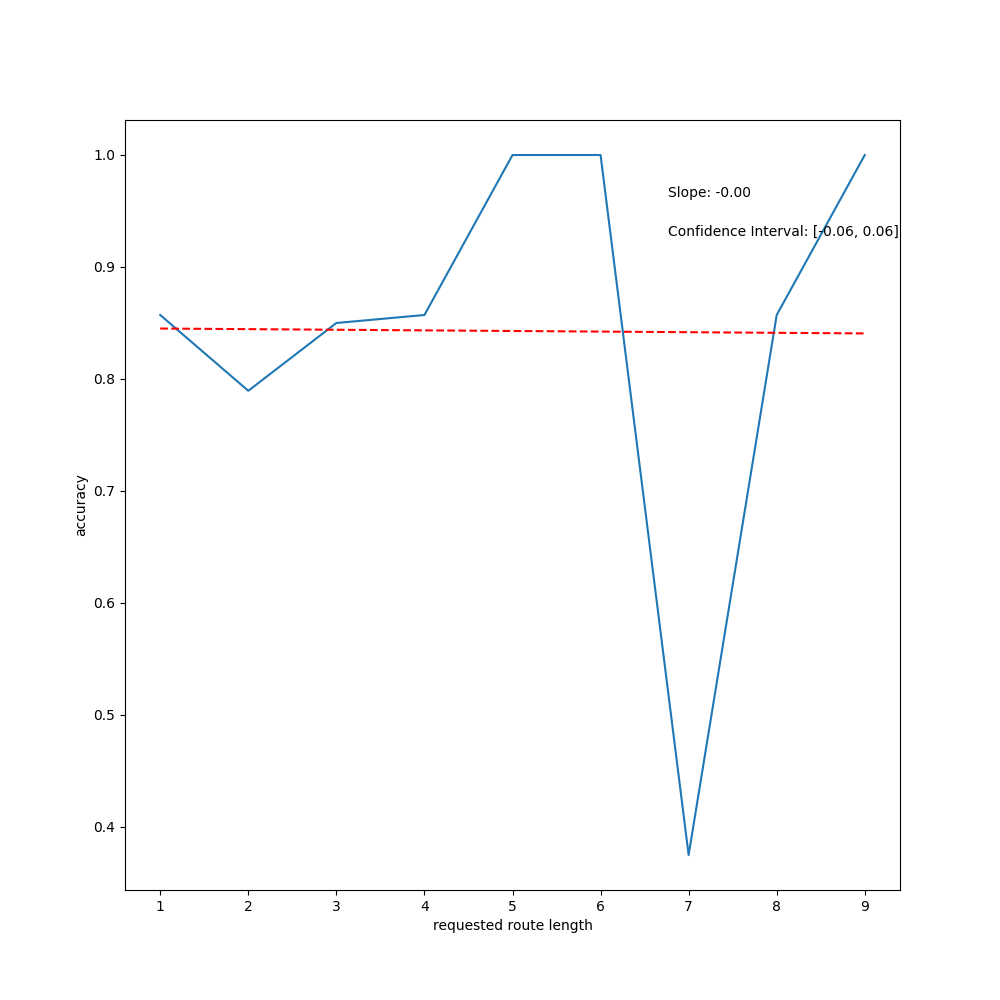 1.0
0.9
0.8
0.7
0.6
0.5
0.4
accuracy
Slope: -0.00
Confidence Interval: [-0.06, 0.06]
1 2 3 4 5 6 7 8 9
requested route length